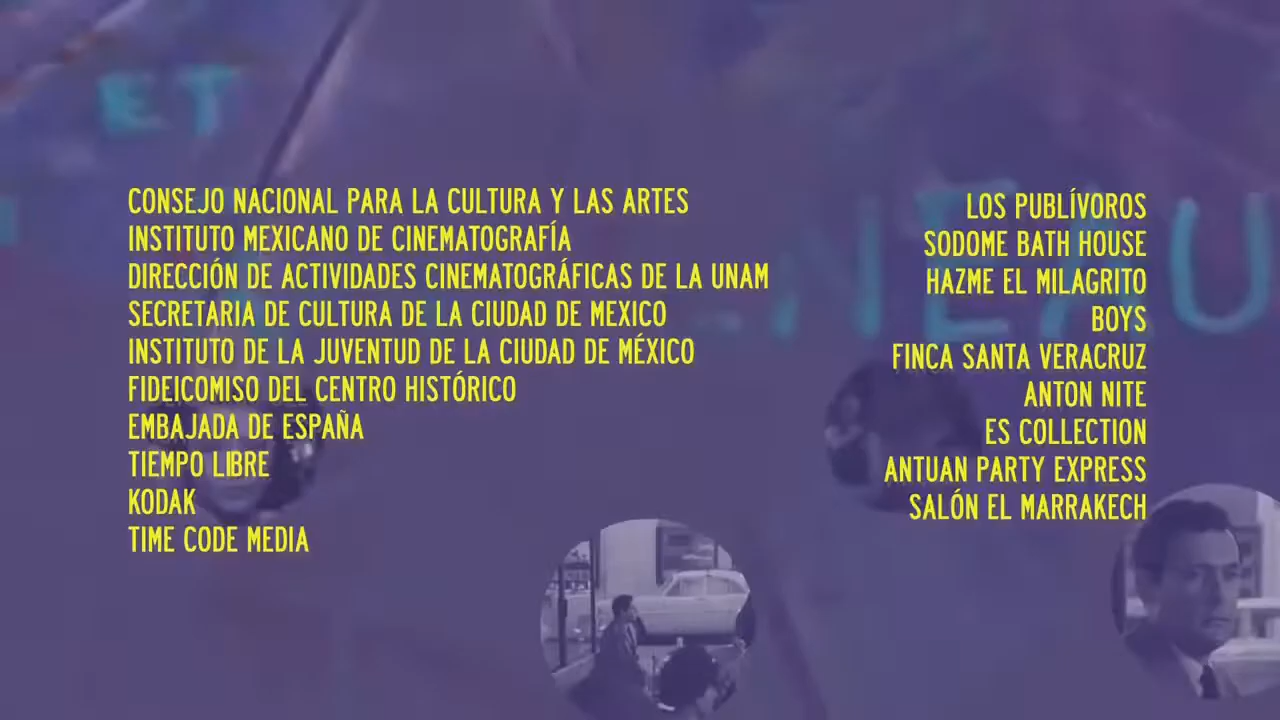 ET
CONSEJO NACIONAL PARA LA CULTURA Y LAS ARTES
INSTITUTO MEXICANO DE CINEMATOGRAFÍA
DIRECCIÓN DE ACTIVIDADES CINEMATOGRÁFICAS DE LA UNAM
SECRETARIA DE CULTURA DE LA CIUDAD DE MEXICO
INSTITUTO DE LA JUVENTUD DE LA CIUDAD DE MÉXICO
FIDEICOMISO DEL CENTRO HISTÓRICO
EMBAJADA DE ESPAÑA
TIEMPO LIBRE
KODAK
TIME CODE MEDIA
LOS PUBLÍVOROS
SODOME BATH HOUSE
HAZME EL MILAGRITO
BOYS
FINCA SANTA VERACRUZ
ANTON NITE
ES COLLECTION
ANTUAN PARTY EXPRESS
SALÓN EL MARRAKECH